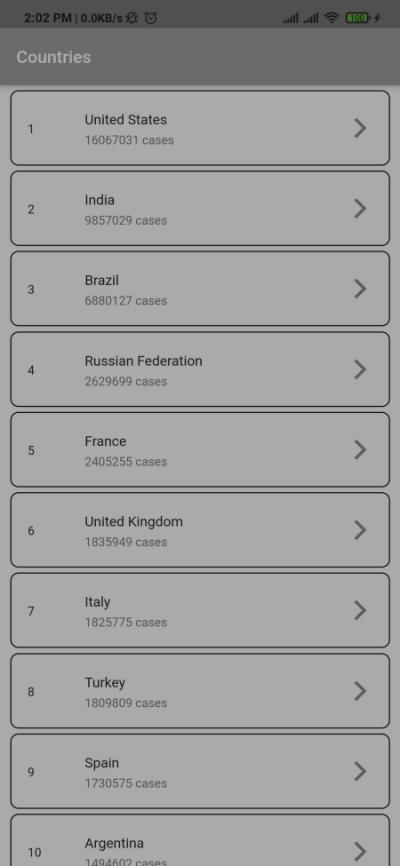 2:02 PM | 0.0KB/s 100
Countries
1
United States
16067031 cases
2
India
9857029 cases
3
Brazil
6880127 cases
4
Russian Federation
2629699 cases
5
France
2405255 cases
6
United Kingdom
1835949 cases
7
Italy
1825775 cases
8
Turkey
1809809 cases
9
Spain
1730575 cases
10
Argentina
1494602 cases